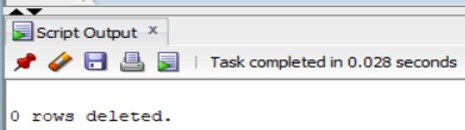 Script Output ×
Task completed in 0.028 seconds
0 rows deleted.